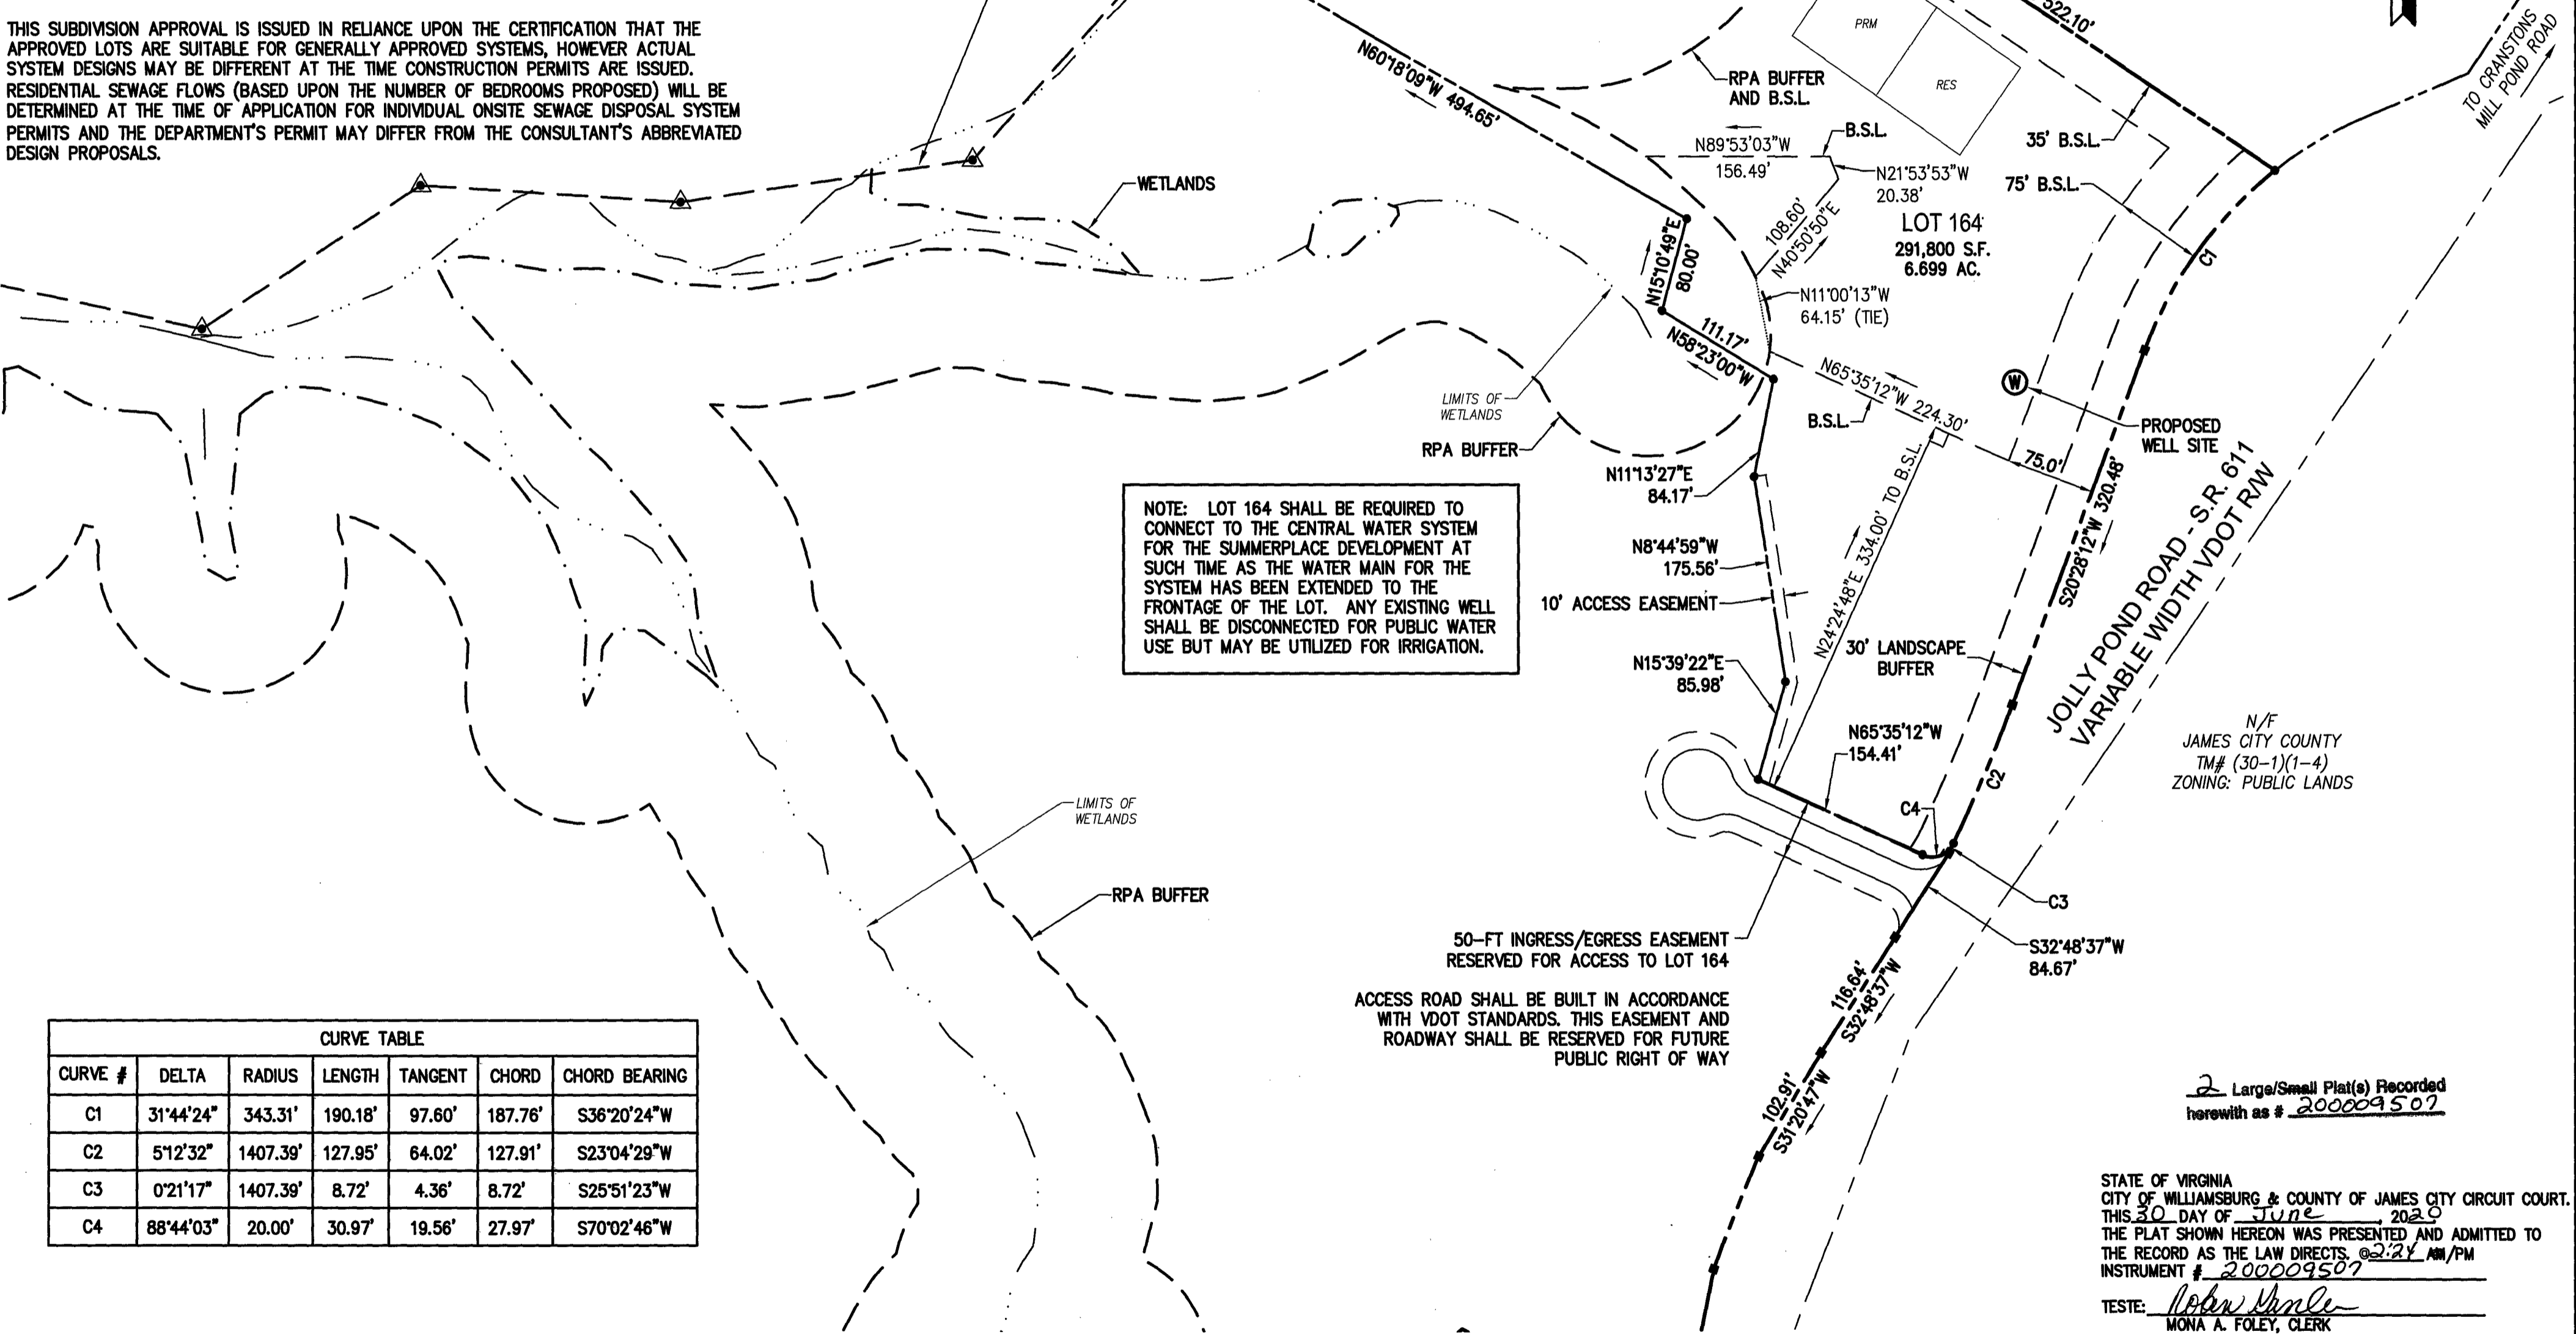 THIS SUBDIVISION APPROVAL IS ISSUED IN RELIANCE UPON THE CERTIFICATION THAT THE
APPROVED LOTS ARE SUITABLE FOR GENERALLY APPROVED SYSTEMS, HOWEVER ACTUAL
SYSTEM DESIGNS MAY BE DIFFERENT AT THE TIME CONSTRUCTION PERMITS ARE ISSUED.
RESIDENTIAL SEWAGE FLOWS (BASED UPON THE NUMBER OF BEDROOMS PROPOSED) WILL BE
DETERMINED AT THE TIME OF APPLICATION FOR INDIVIDUAL ONSITE SEWAGE DISPOSAL SYSTEM
PERMITS AND THE DEPARTMENT'S PERMIT MAY DIFFER FROM THE CONSULTANT'S ABBREVIATED
DESIGN PROPOSALS.
WETLANDS
N60°18'09"W 494.65'
RPA BUFFER
AND B.S.L.
PRM
RES
522.10'
TO CRANSTONS
MILL POND ROAD
35' B.S.L.
75' B.S.L.
B.S.L.
N89°53'03"W
156.49'
N21°53'53"W
20.38'
108.60'
N40°50'50"E
LOT 164
291,800 S.F.
6.699 AC.
C1
N15°10'49"E
80.00'
N11°00'13"W
64.15' (TIE)
111.17'
N58°23'00"W
N65°35'12"W 224.30'
B.S.L.
W
PROPOSED
WELL SITE
75.0'
LIMITS OF
WETLANDS
RPA BUFFER
N11°13'27"E
84.17'
N8°44'59"W
175.56'
10' ACCESS EASEMENT
N15°39'22"E
85.98'
N24°24'48"E 334.00' TO B.S.L.
30' LANDSCAPE
BUFFER
S20°28'12"W 320.48'
JOLLY POND ROAD - S.R. 611
VARIABLE WIDTH VDOT R/W
NOTE: LOT 164 SHALL BE REQUIRED TO
CONNECT TO THE CENTRAL WATER SYSTEM
FOR THE SUMMERPLACE DEVELOPMENT AT
SUCH TIME AS THE WATER MAIN FOR THE
SYSTEM HAS BEEN EXTENDED TO THE
FRONTAGE OF THE LOT. ANY EXISTING WELL
SHALL BE DISCONNECTED FOR PUBLIC WATER
USE BUT MAY BE UTILIZED FOR IRRIGATION.
N/F
JAMES CITY COUNTY
TM# (30-1)(1-4)
ZONING: PUBLIC LANDS
N65°35'12"W
154.41'
C2
C4
C3
S32°48'37"W
84.67'
LIMITS OF
WETLANDS
RPA BUFFER
50-FT INGRESS/EGRESS EASEMENT
RESERVED FOR ACCESS TO LOT 164
ACCESS ROAD SHALL BE BUILT IN ACCORDANCE
WITH VDOT STANDARDS. THIS EASEMENT AND
ROADWAY SHALL BE RESERVED FOR FUTURE
PUBLIC RIGHT OF WAY
116.64'
S32°48'37"W
102.91'
S31°20'47"W
CURVE TABLE
CURVE # DELTA RADIUS LENGTH TANGENT CHORD CHORD BEARING
C1 31°44'24" 343.31' 190.18' 97.60' 187.76' S36°20'24"W
C2 5°12'32" 1407.39' 127.95' 64.02' 127.91' S23°04'29"W
C3 0°21'17" 1407.39' 8.72' 4.36' 8.72' S25°51'23"W
C4 88°44'03" 20.00' 30.97' 19.56' 27.97' S70°02'46"W
2 Large/Small Plat(s) Recorded
herewith as # 200009507
STATE OF VIRGINIA
CITY OF WILLIAMSBURG & COUNTY OF JAMES CITY CIRCUIT COURT.
THIS 30 DAY OF June, 2020
THE PLAT SHOWN HEREON WAS PRESENTED AND ADMITTED TO
THE RECORD AS THE LAW DIRECTS. @ 2:24 AM/PM
INSTRUMENT # 200009507
TESTE:
MONA A. FOLEY, CLERK